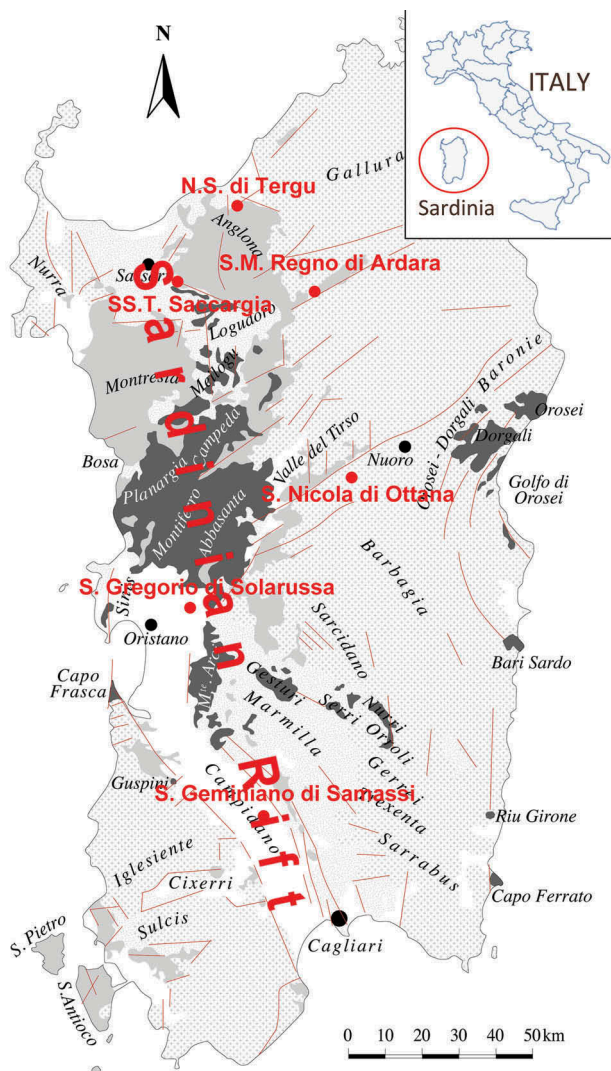 N
ITALY
Sardinia
Gallura
N.S. di Tergu
Anglona
S.M. Regno di Ardara
Nurra
SS.T. Saccargia
Logudoro
Meilogu
Montresta
Baronie
Orosei
Dorgali
Orosei - Dorgali
Campeda
Planargia
Bosa
Valle del Tirso
Nuoro
Golfo di
Orosei
S. Nicola di Ottana
Montiferro
Abbasanta
Barbagia
S. Gregorio di Solarussa
Sinis
Oristano
Sarcidano
Bari Sardo
Capo
Frasca
Gesturi
Nurri
Serri
Orroli
Marmilla
Gerrei
Guspini
S. Geminiano di Samassi
Trexenta
Riu Girone
Campidano
Iglesiente
Sarrabus
Cixerri
Capo Ferrato
Sulcis
S.Pietro
Cagliari
S.Antioco
Sardinian Rift
0 10 20 30 40 50 km